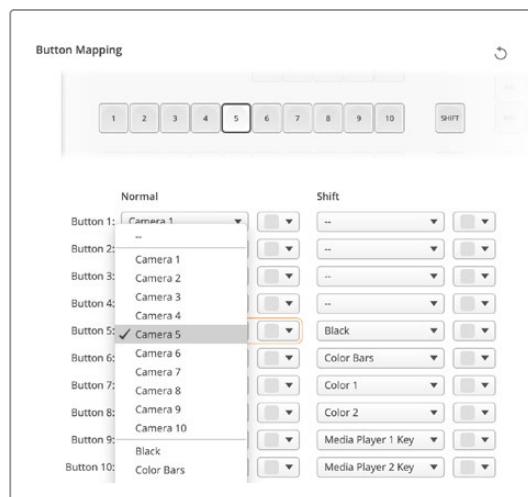 Button Mapping
1 2 3 4 5 6 7 8 9 10 SHIFT
Normal Shift
Button 1: Camera 1 --
Button 2: -- --
Button 3: Camera 1 --
Button 4: Camera 2 --
Camera 3
Camera 4
Button 5: Camera 5 Black
Button 6: Camera 6 Color Bars
Button 7: Camera 7 Color 1
Camera 8
Button 8: Camera 9 Color 2
Button 9: Camera 10 Media Player 1 Key
Black
Button 10: Color Bars Media Player 2 Key